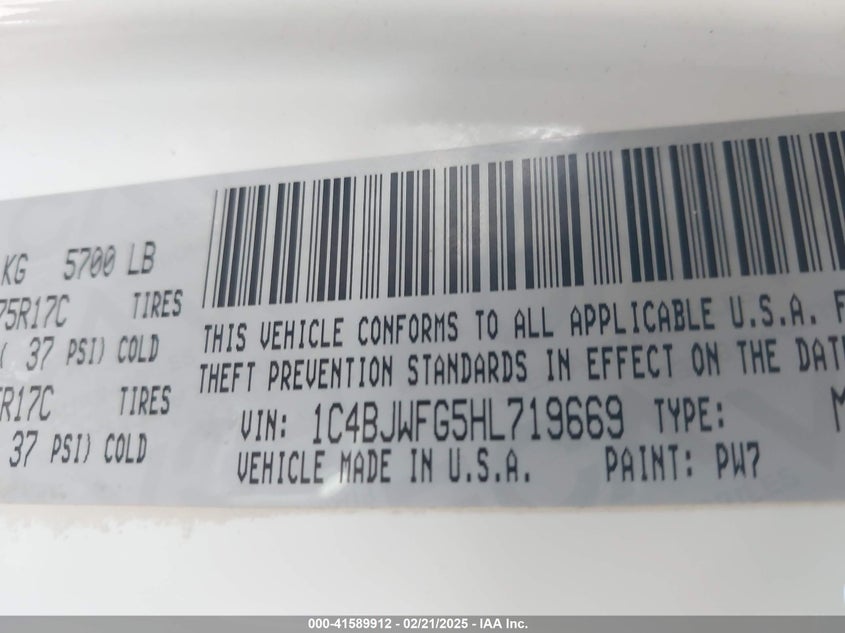 KG 5700 LB
75R17C TIRES
( 37 PSI) COLD
R17C TIRES
37 PSI) COLD
THIS VEHICLE CONFORMS TO ALL APPLICABLE U.S.A. F
THEFT PREVENTION STANDARDS IN EFFECT ON THE DAT
VIN: 1C4BJWFG5HL719669 TYPE: M
VEHICLE MADE IN U.S.A. PAINT: PW7
000-41589912 - 02/21/2025 - IAA Inc.